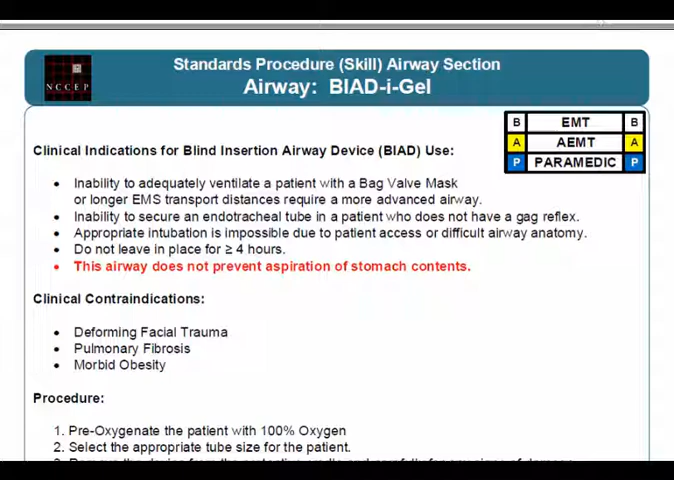 Standards Procedure (Skill) Airway Section
Airway: BIAD-i-Gel
NCCEP
B EMT B
A AEMT A
P PARAMEDIC P
Clinical Indications for Blind Insertion Airway Device (BIAD) Use:
• Inability to adequately ventilate a patient with a Bag Valve Mask
or longer EMS transport distances require a more advanced airway.
• Inability to secure an endotracheal tube in a patient who does not have a gag reflex.
• Appropriate intubation is impossible due to patient access or difficult airway anatomy.
• Do not leave in place for ≥ 4 hours.
• This airway does not prevent aspiration of stomach contents.
Clinical Contraindications:
• Deforming Facial Trauma
• Pulmonary Fibrosis
• Morbid Obesity
Procedure:
1. Pre-Oxygenate the patient with 100% Oxygen
2. Select the appropriate tube size for the patient.